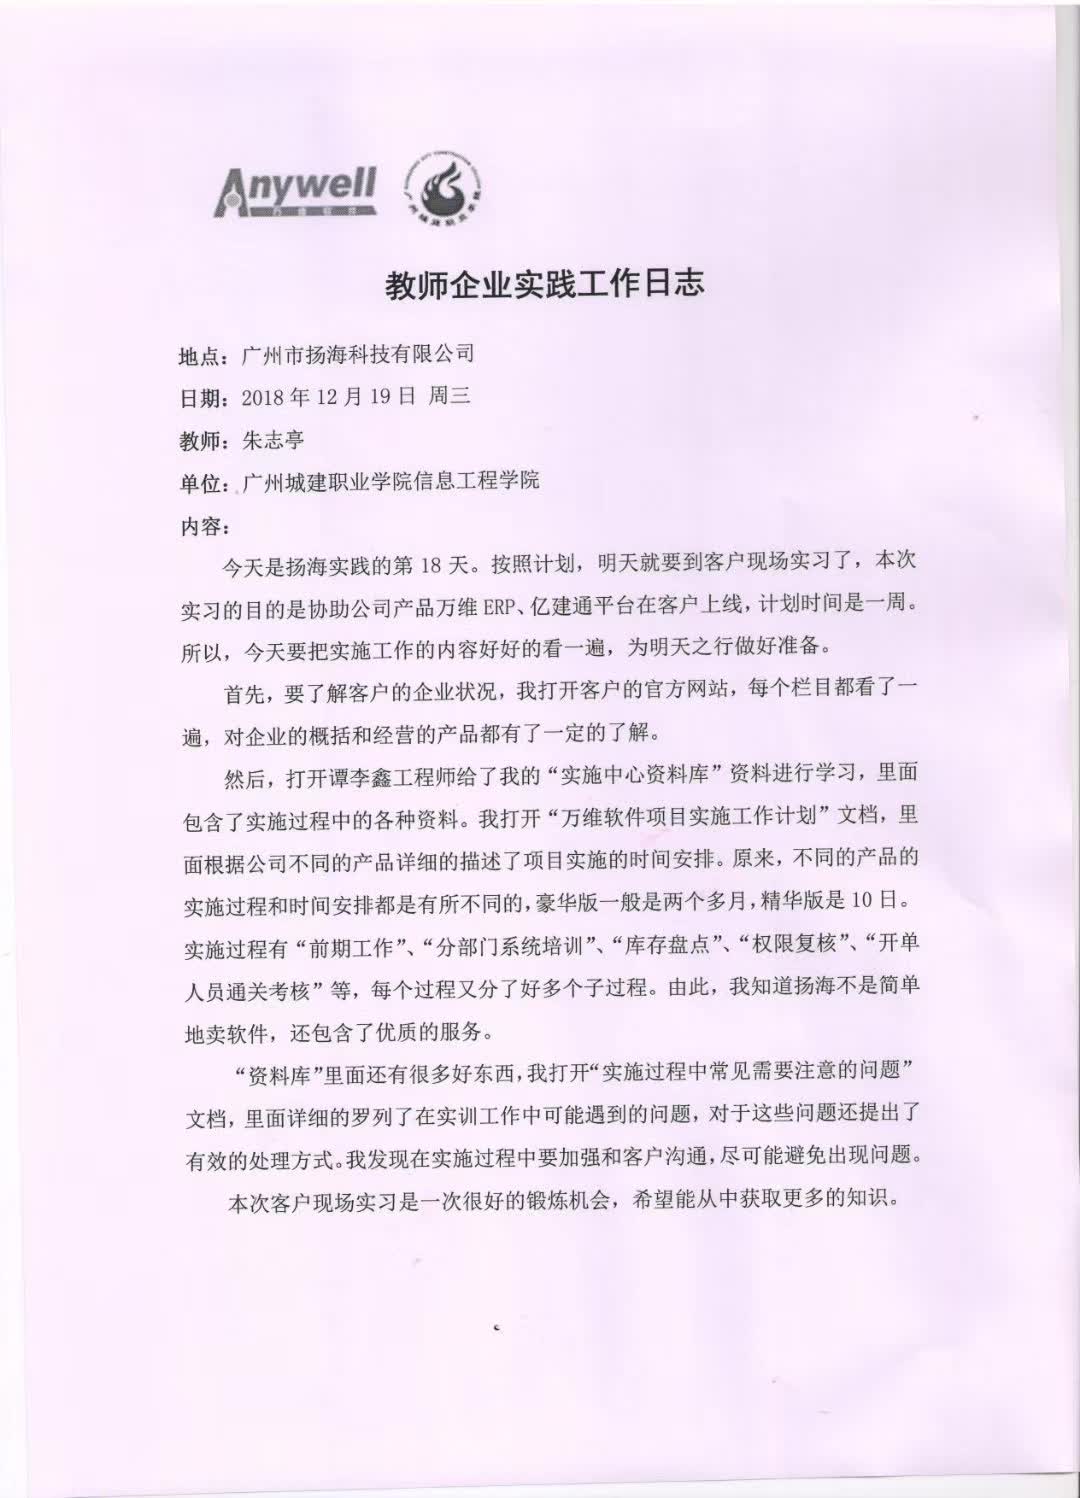 Anywell
教师企业实践工作日志
地点：广州市扬海科技有限公司
日期：2018 年 12 月 19 日 周三
教师：朱志亭
单位：广州城建职业学院信息工程学院
内容：
今天是扬海实践的第 18 天。按照计划，明天就要到客户现场实习了，本次
实习的目的是协助公司产品万维 ERP、亿建通平台在客户上线，计划时间是一周。
所以，今天要把实施工作的内容好好的看一遍，为明天之行做好准备。
首先，要了解客户的企业状况，我打开客户的官方网站，每个栏目都看了一
遍，对企业的概括和经营的产品都有了一定的了解。
然后，打开谭李鑫工程师给了我的“实施中心资料库”资料进行学习，里面
包含了实施过程中的各种资料。我打开“万维软件项目实施工作计划”文档，里
面根据公司不同的产品详细的描述了项目实施的时间安排。原来，不同的产品的
实施过程和时间安排都是有所不同的，豪华版一般是两个多月，精华版是 10 日。
实施过程有“前期工作”、“分部门系统培训”、“库存盘点”、“权限复核”、“开单
人员通关考核”等，每个过程又分了好多个子过程。由此，我知道扬海不是简单
地卖软件，还包含了优质的服务。
“资料库”里面还有很多好东西，我打开“实施过程中常见需要注意的问题”
文档，里面详细的罗列了在实训工作中可能遇到的问题，对于这些问题还提出了
有效的处理方式。我发现在实施过程中要加强和客户沟通，尽可能避免出现问题。
本次客户现场实习是一次很好的锻炼机会，希望能从中获取更多的知识。